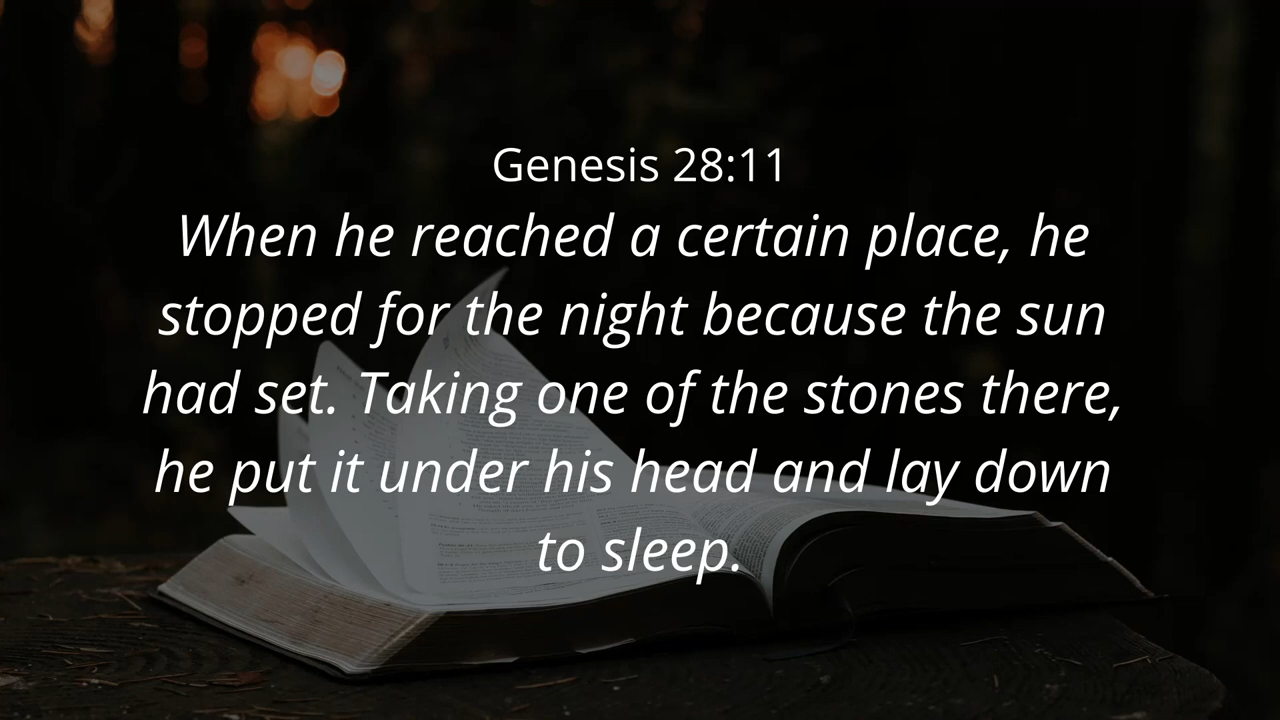 Genesis 28:11
When he reached a certain place, he
stopped for the night because the sun
had set. Taking one of the stones there,
he put it under his head and lay down
to sleep.